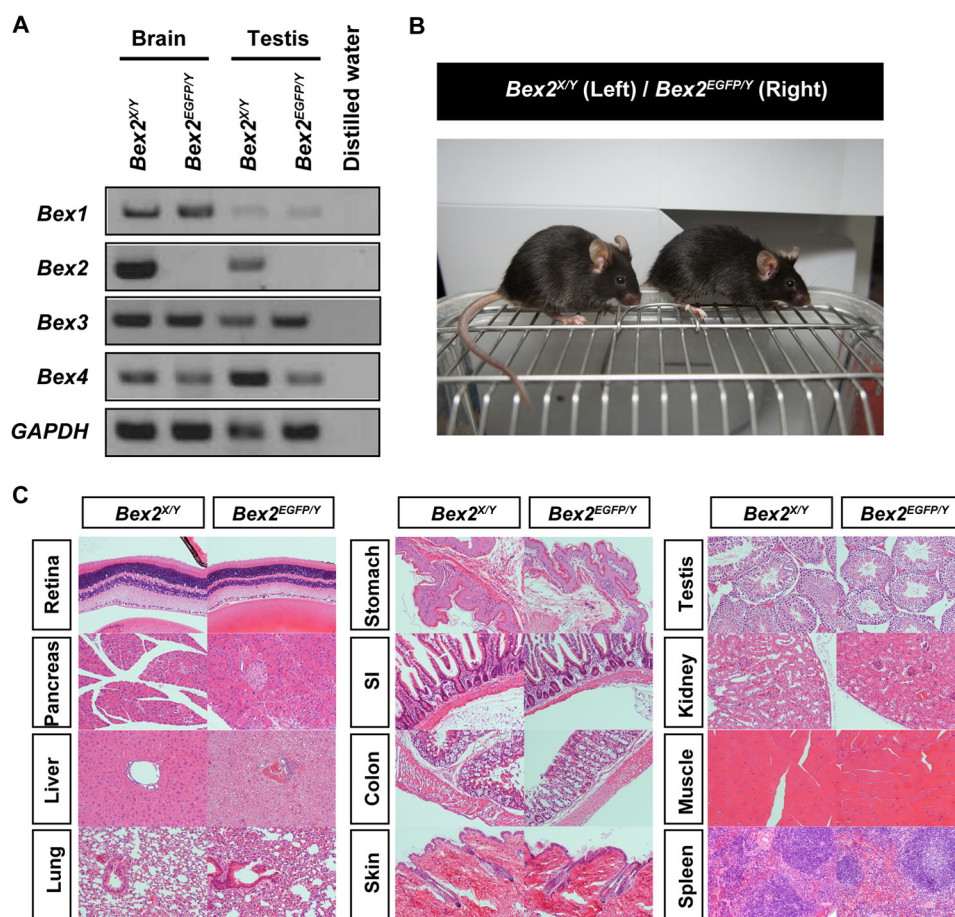 A
Brain
Testis
Bex2X/Y
Bex2EGFP/Y
Bex2X/Y
Bex2EGFP/Y
Distilled water
Bex1
Bex2
Bex3
Bex4
GAPDH
B
Bex2X/Y (Left) / Bex2EGFP/Y (Right)
C
Bex2X/Y
Bex2EGFP/Y
Retina
Pancreas
Liver
Lung
Bex2X/Y
Bex2EGFP/Y
Stomach
SI
Colon
Skin
Bex2X/Y
Bex2EGFP/Y
Testis
Kidney
Muscle
Spleen